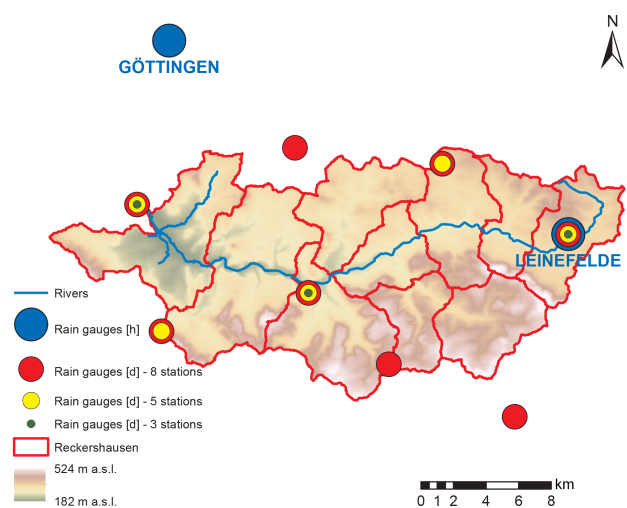 N
GÖTTINGEN
LEINEFELDE
Rivers
Rain gauges [h]
Rain gauges [d] - 8 stations
Rain gauges [d] - 5 stations
Rain gauges [d] - 3 stations
Reckershausen
524 m a.s.l.
182 m a.s.l.
km
0 1 2 4 6 8